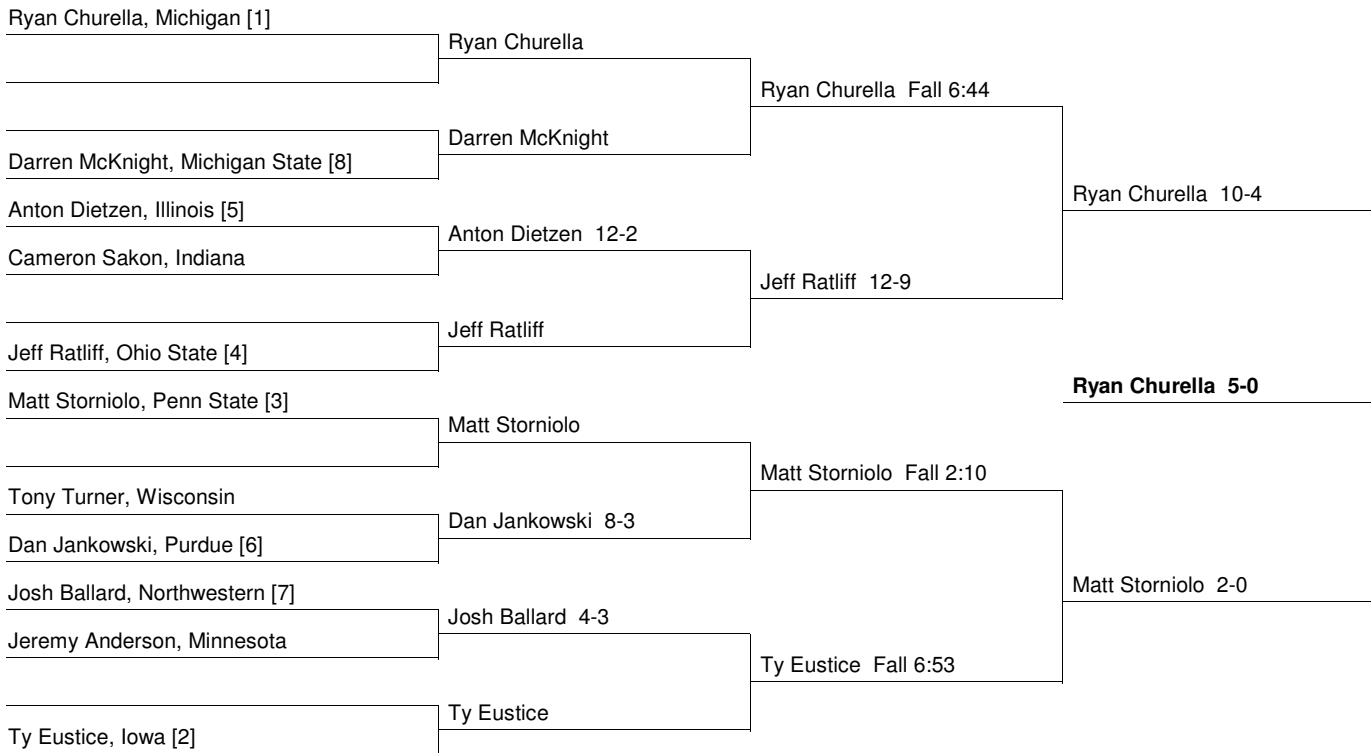 Ryan Churella, Michigan [1]
Ryan Churella
Ryan Churella Fall 6:44
Darren McKnight
Darren McKnight, Michigan State [8]
Ryan Churella 10-4
Anton Dietzen, Illinois [5]
Anton Dietzen 12-2
Cameron Sakon, Indiana
Jeff Ratliff 12-9
Jeff Ratliff
Jeff Ratliff, Ohio State [4]
Ryan Churella 5-0
Matt Storniolo, Penn State [3]
Matt Storniolo
Matt Storniolo Fall 2:10
Tony Turner, Wisconsin
Dan Jankowski 8-3
Dan Jankowski, Purdue [6]
Matt Storniolo 2-0
Josh Ballard, Northwestern [7]
Josh Ballard 4-3
Jeremy Anderson, Minnesota
Ty Eustice Fall 6:53
Ty Eustice
Ty Eustice, Iowa [2]